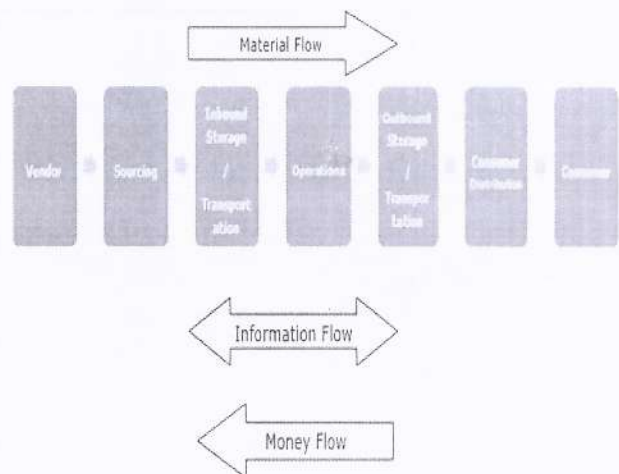 Material Flow
Vendor
Sourcing
Inbound
Storage
/
Transport
ation
Operations
Outbound
Storage
/
Transpor
tation
Consumer
Distribution
Consumer
Information Flow
Money Flow